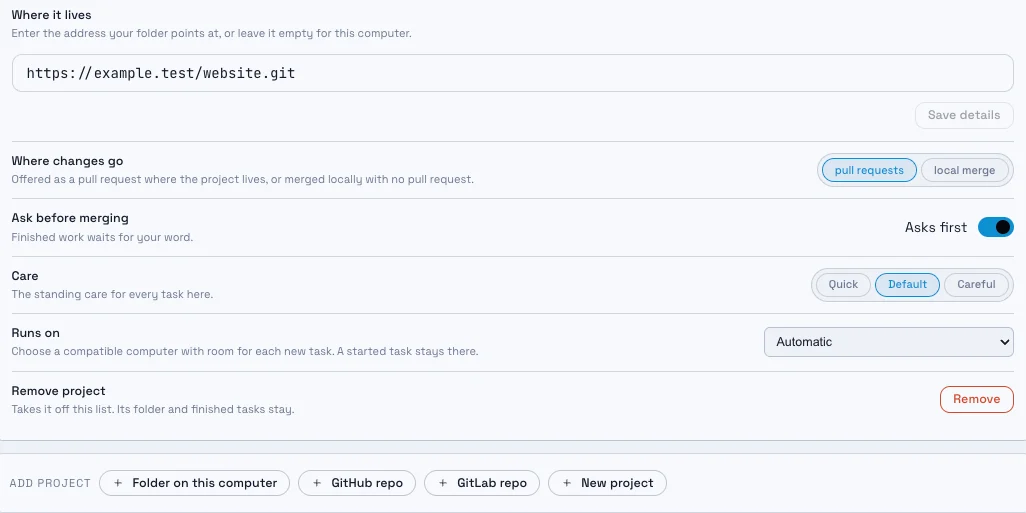 Where it lives
Enter the address your folder points at, or leave it empty for this computer.
https://example.test/website.git
Save details
Where changes go
Offered as a pull request where the project lives, or merged locally with no pull request.
pull requests
local merge
Ask before merging
Finished work waits for your word.
Asks first
Care
The standing care for every task here.
Quick
Default
Careful
Runs on
Choose a compatible computer with room for each new task. A started task stays there.
Automatic
Remove project
Takes it off this list. Its folder and finished tasks stay.
Remove
ADD PROJECT
+ Folder on this computer
+ GitHub repo
+ GitLab repo
+ New project